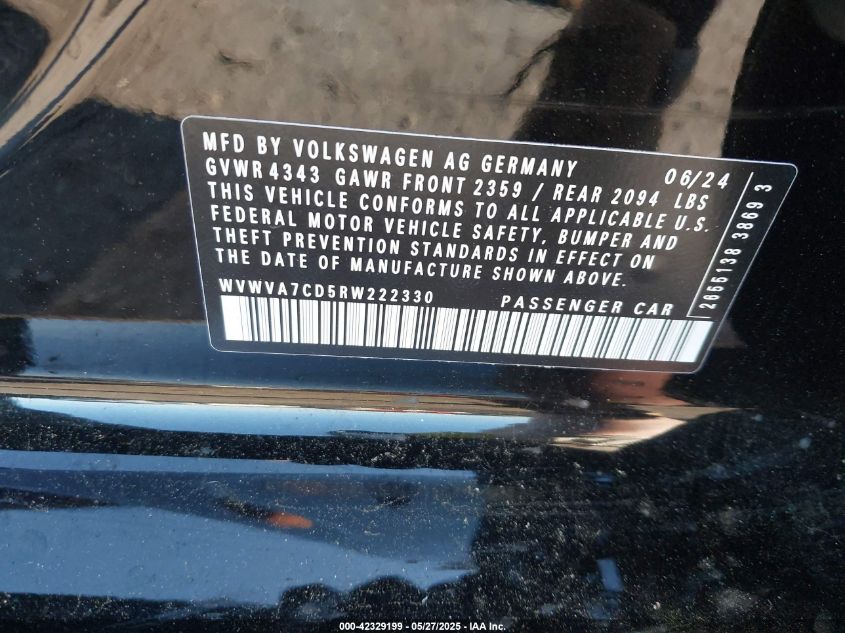 MFD BY VOLKSWAGEN AG GERMANY 06/24
GVWR 4343 GAWR FRONT 2359 / REAR 2094 LBS
THIS VEHICLE CONFORMS TO ALL APPLICABLE U.S.
FEDERAL MOTOR VEHICLE SAFETY, BUMPER AND
THEFT PREVENTION STANDARDS IN EFFECT ON
THE DATE OF MANUFACTURE SHOWN ABOVE.
WVWVA7CD5RW222330 PASSENGER CAR
2665138 3869 3
000-42329199 - 05/27/2025 - IAA Inc.